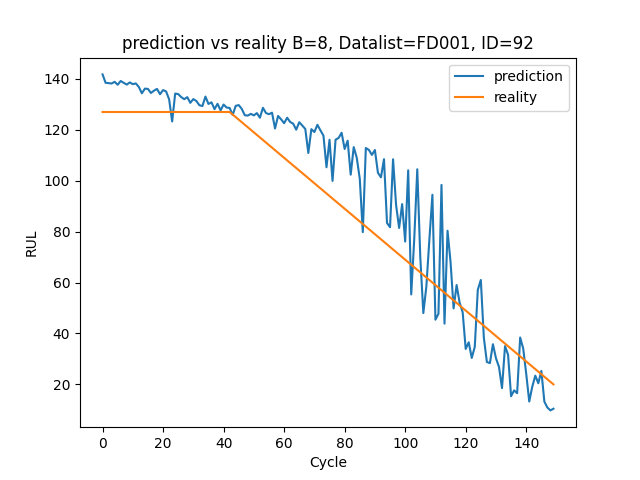 prediction vs reality B=8, Datalist=FD001, ID=92
prediction
reality
RUL
140
120
100
80
60
40
20
0 20 40 60 80 100 120 140
Cycle